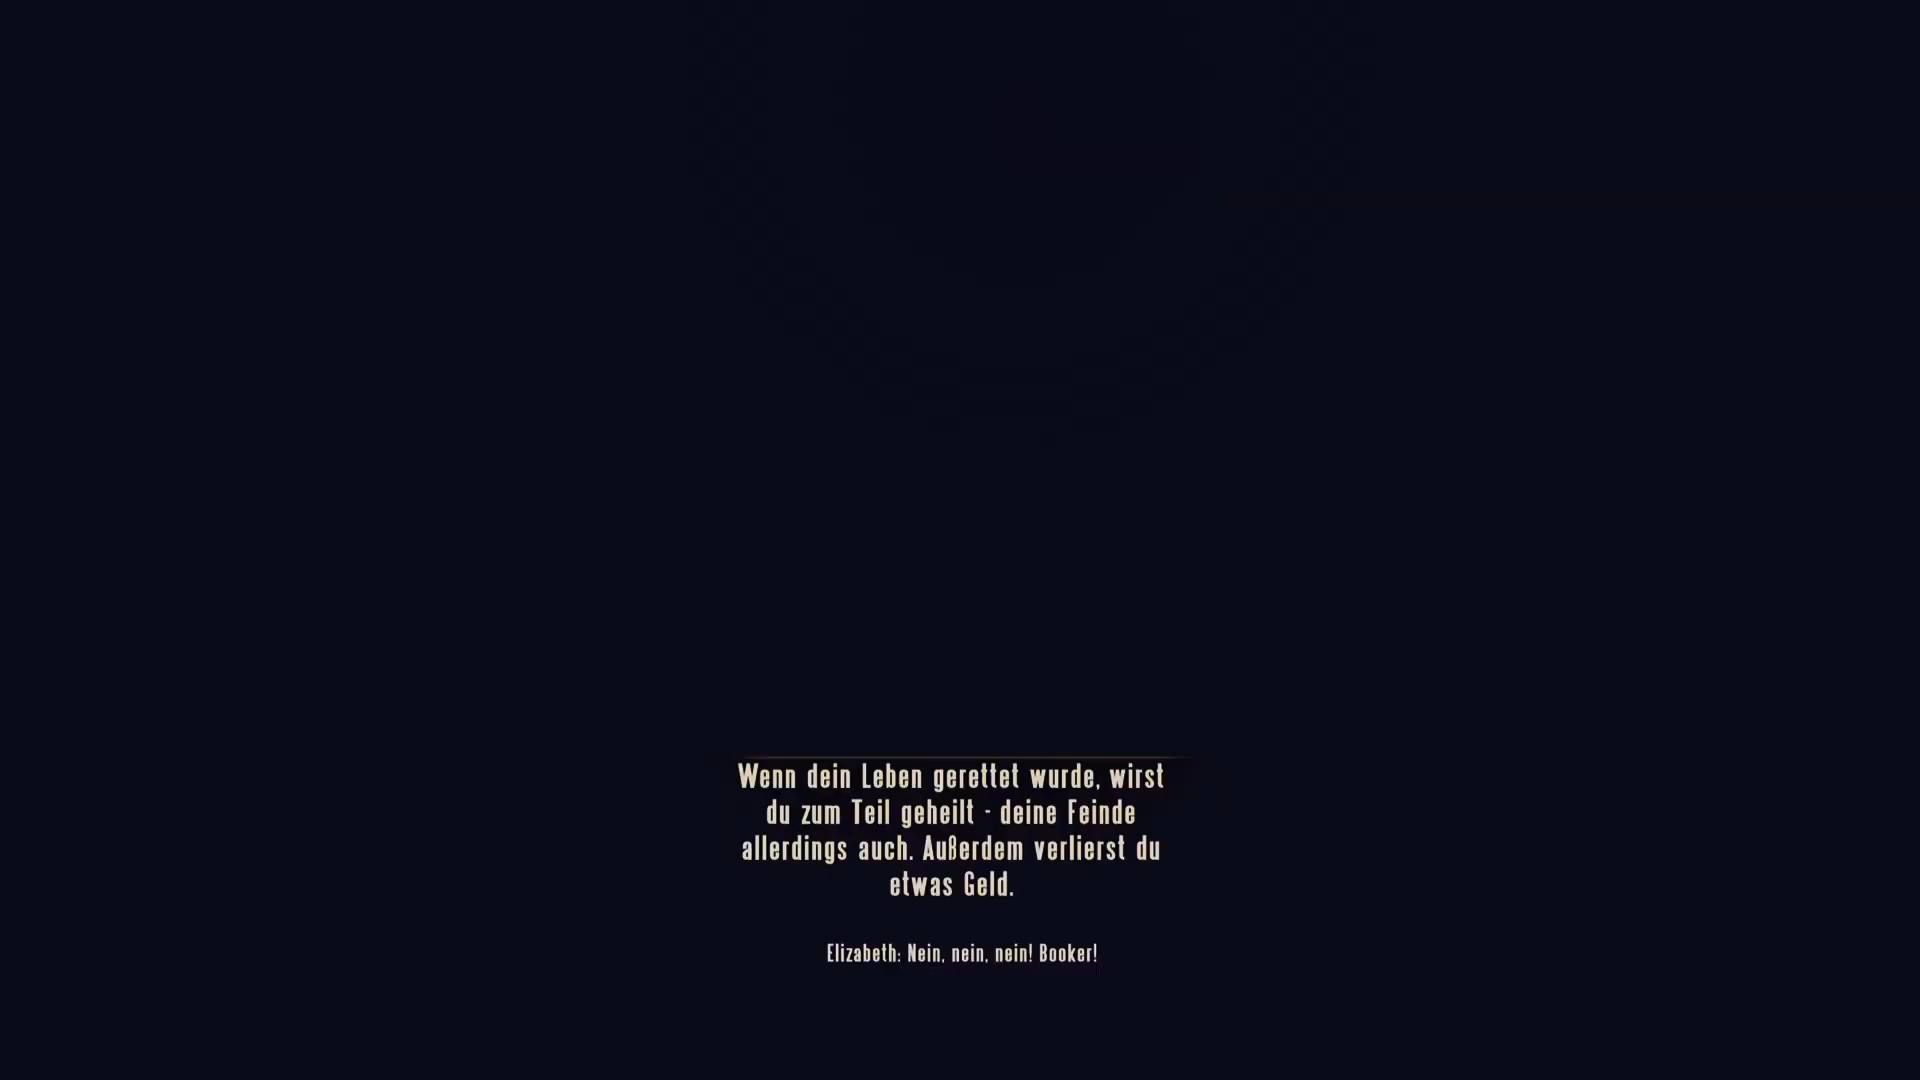 Wenn dein Leben gerettet wurde, wirst
du zum Teil geheilt - deine Feinde
allerdings auch. Außerdem verlierst du
etwas Geld.
Elizabeth: Nein, nein, nein! Booker!